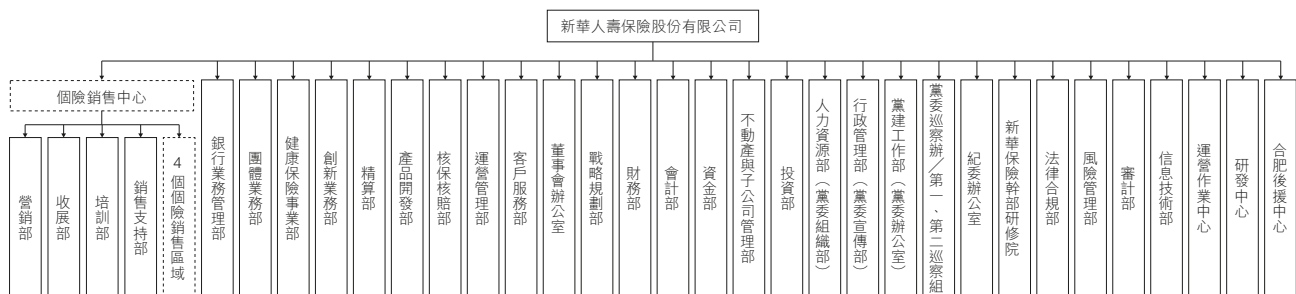 新華人壽保險股份有限公司
個險銷售中心
營銷部
收展部
培訓部
銷售支持部
4個個險銷售區域
銀行業務管理部
團體業務部
健康保險事業部
創新業務部
精算部
產品開發部
核保核賠部
運營管理部
客戶服務部
董事會辦公室
戰略規劃部
財務部
會計部
資金部
不動產與子公司管理部
投資部
人力資源部（黨委組織部）
行政管理部（黨委宣傳部）
黨建工作部（黨委辦公室）
黨委巡察辦／第一、第二巡察組
紀委辦公室
新華保險幹部研修院
法律合規部
風險管理部
審計部
信息技術部
運營作業中心
研發中心
合肥後援中心